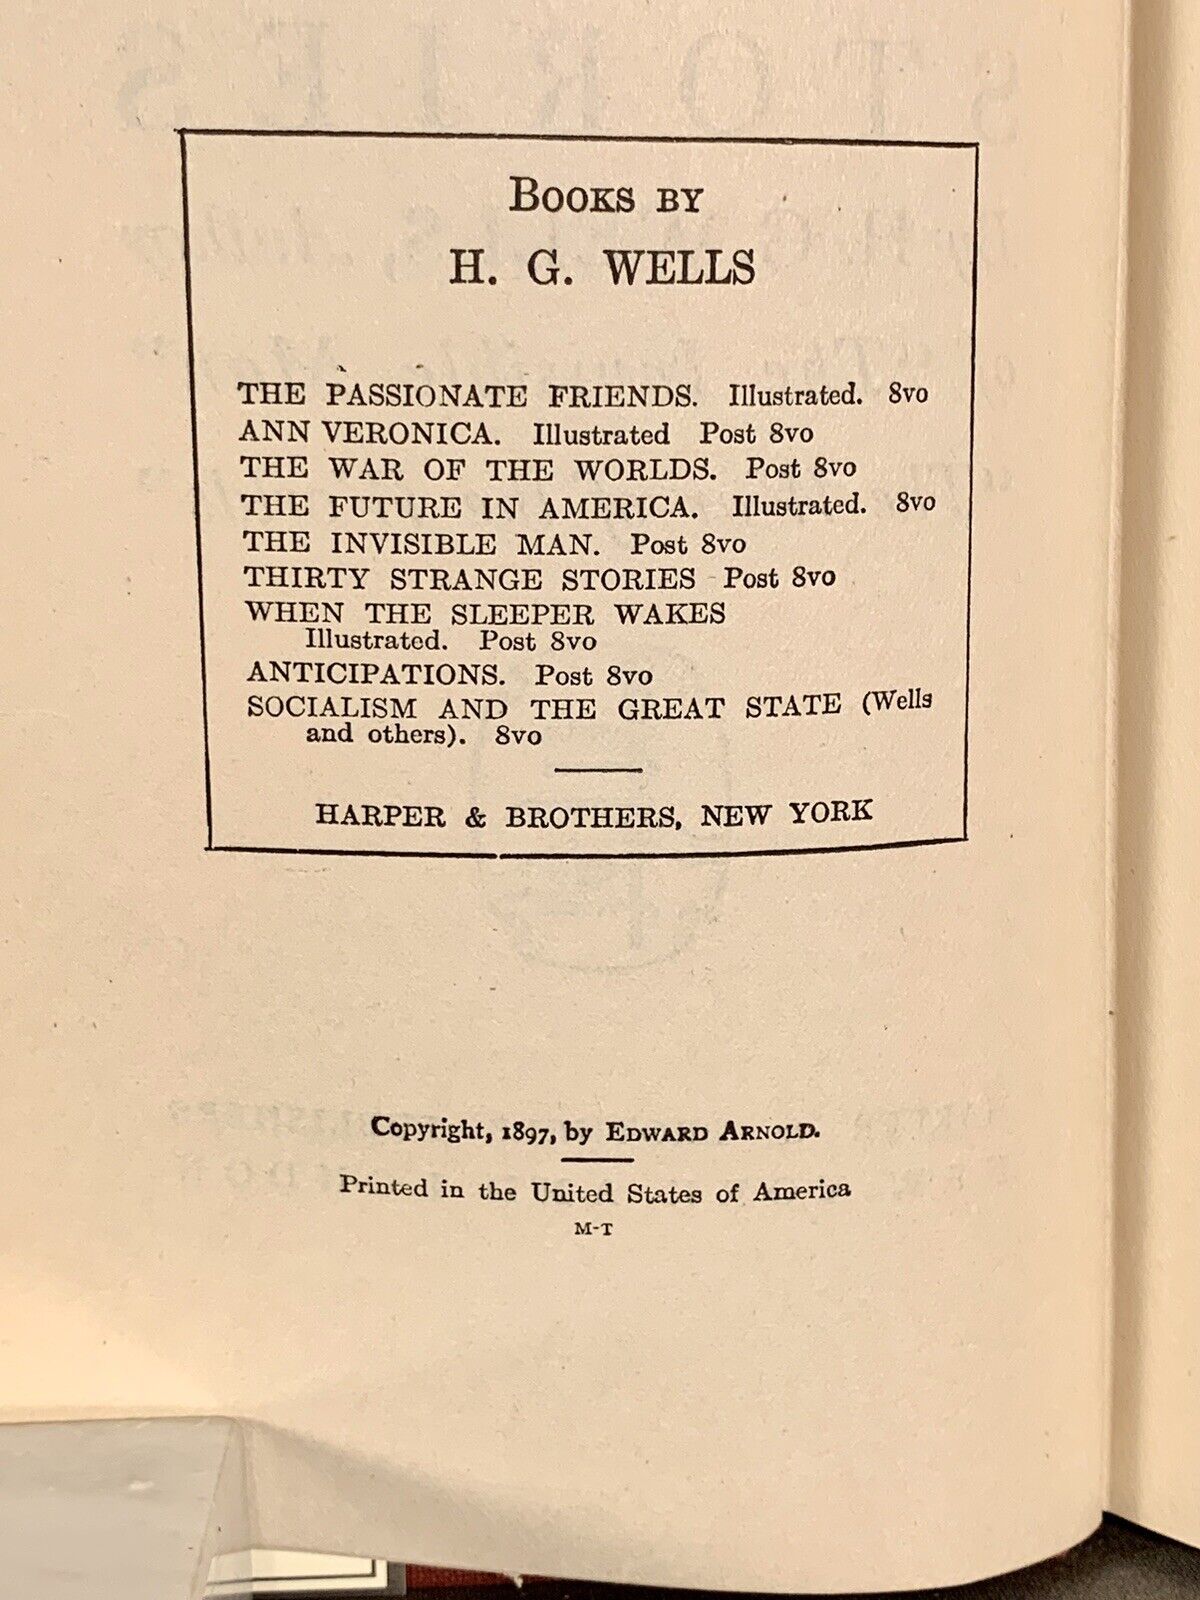 BOOKS BY
H. G. WELLS
THE PASSIONATE FRIENDS. Illustrated. 8vo
ANN VERONICA. Illustrated Post 8vo
THE WAR OF THE WORLDS. Post 8vo
THE FUTURE IN AMERICA. Illustrated. 8vo
THE INVISIBLE MAN. Post 8vo
THIRTY STRANGE STORIES Post 8vo
WHEN THE SLEEPER WAKES
Illustrated. Post 8vo
ANTICIPATIONS. Post 8vo
SOCIALISM AND THE GREAT STATE (Wells
and others). 8vo
HARPER & BROTHERS, NEW YORK
Copyright, 1897, by EDWARD ARNOLD.
Printed in the United States of America
M-T